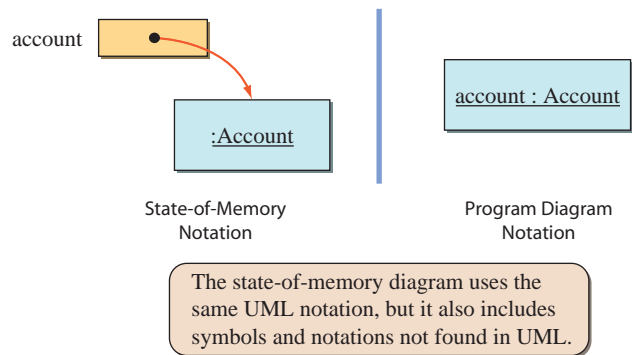 account
:Account
account : Account
State-of-Memory
Notation
Program Diagram
Notation
The state-of-memory diagram uses the
same UML notation, but it also includes
symbols and notations not found in UML.